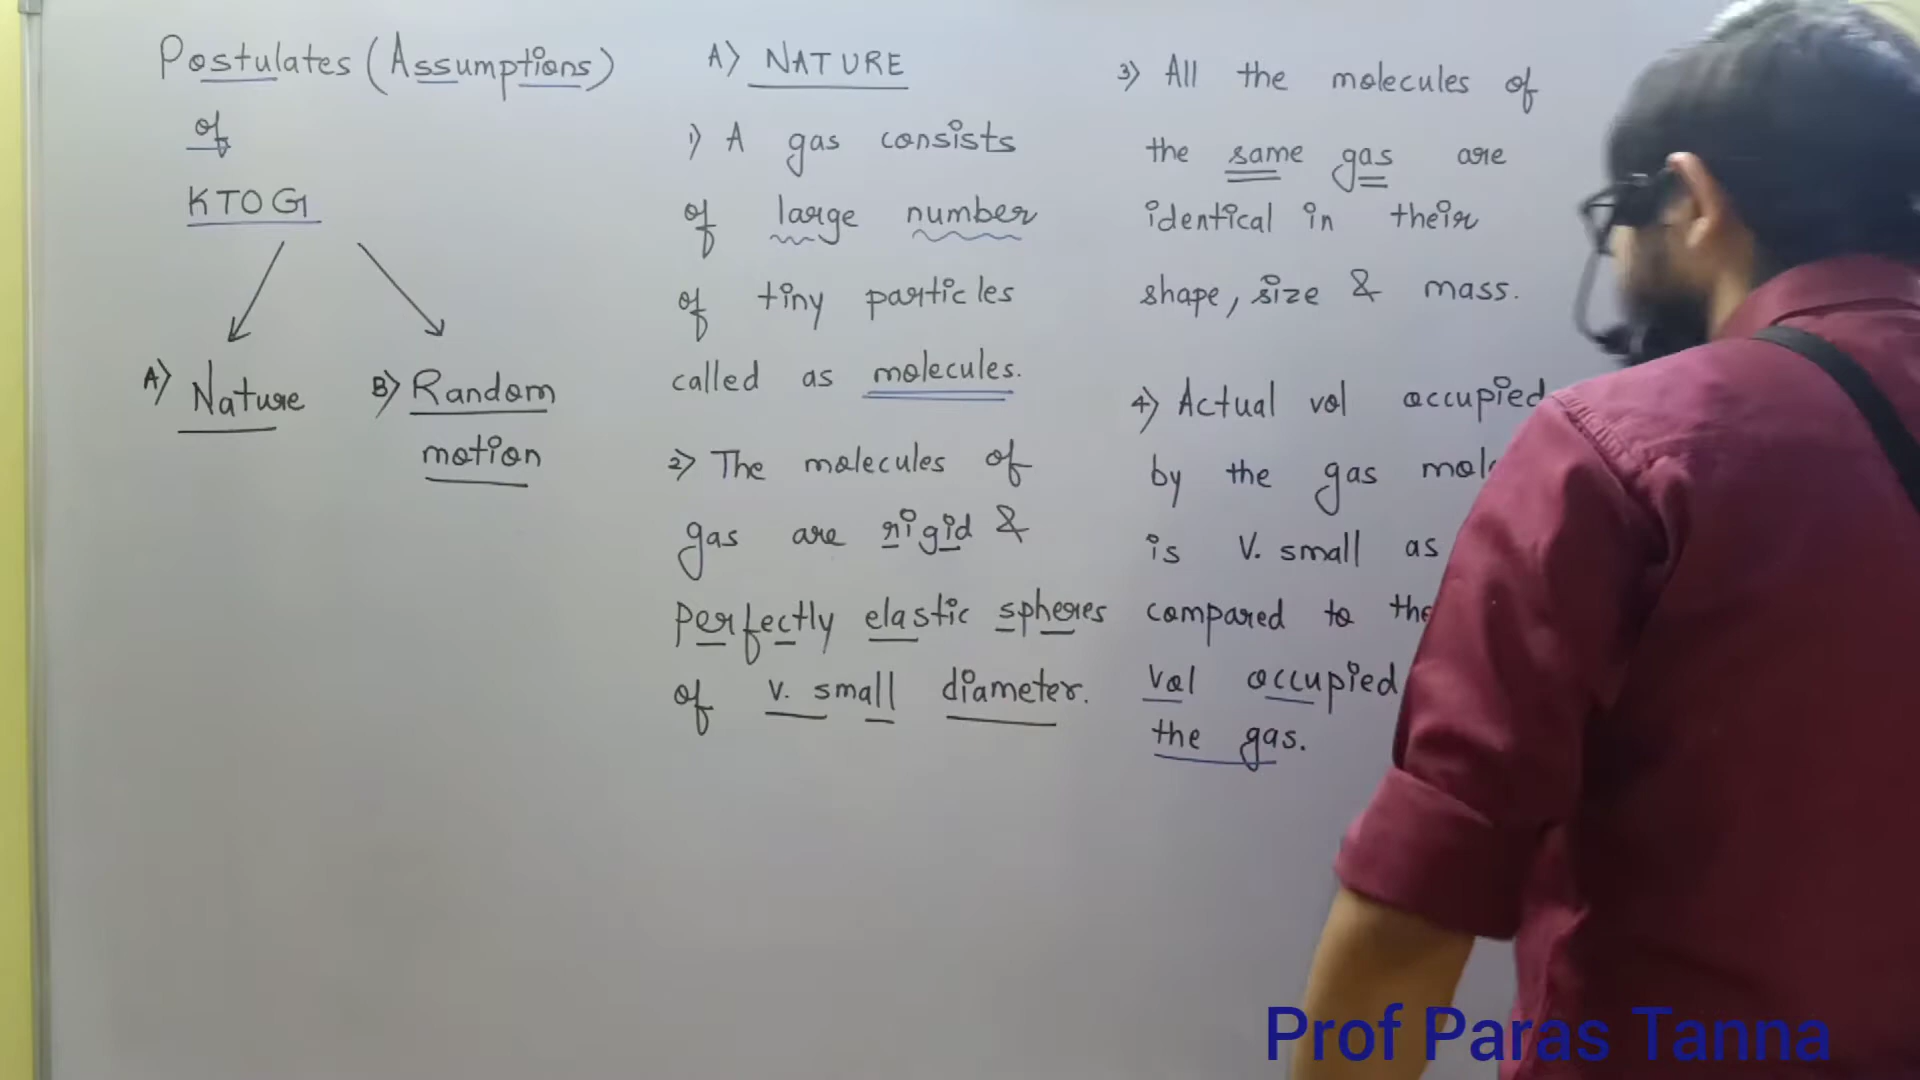 Postulates (Assumptions)
of
KTOG
A) Nature
B) Random
motion
A) NATURE
1) A gas consists
of large number
of tiny particles
called as molecules.
2) The molecules of
gas are rigid &
Perfectly elastic spheres
of v. small diameter.
3) All the molecules of
the same gas are
identical in their
shape, size & mass.
4) Actual vol occupied
by the gas
is V. small as
compared to the
vol occupied
the gas.
Prof Paras Tanna